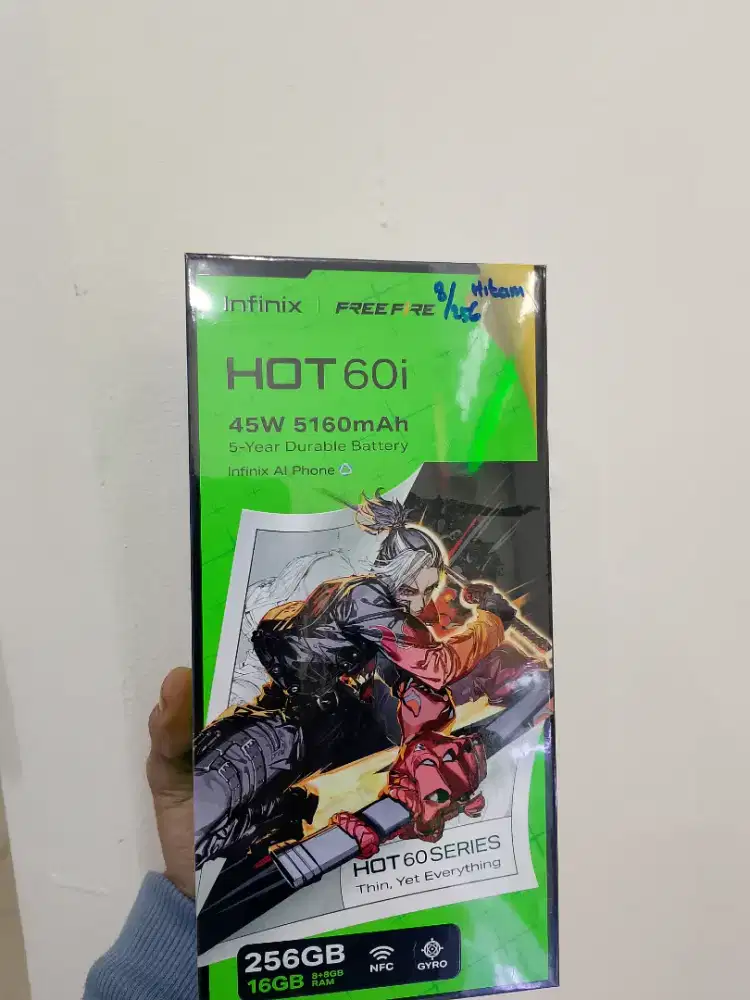 Infinix | FREE FIRE 8/256 Hitam
HOT 60i
45W 5160mAh
5-Year Durable Battery
Infinix AI Phone
HOT 60 SERIES
Thin, Yet Everything
256GB
16GB 8+8GB RAM
NFC
GYRO